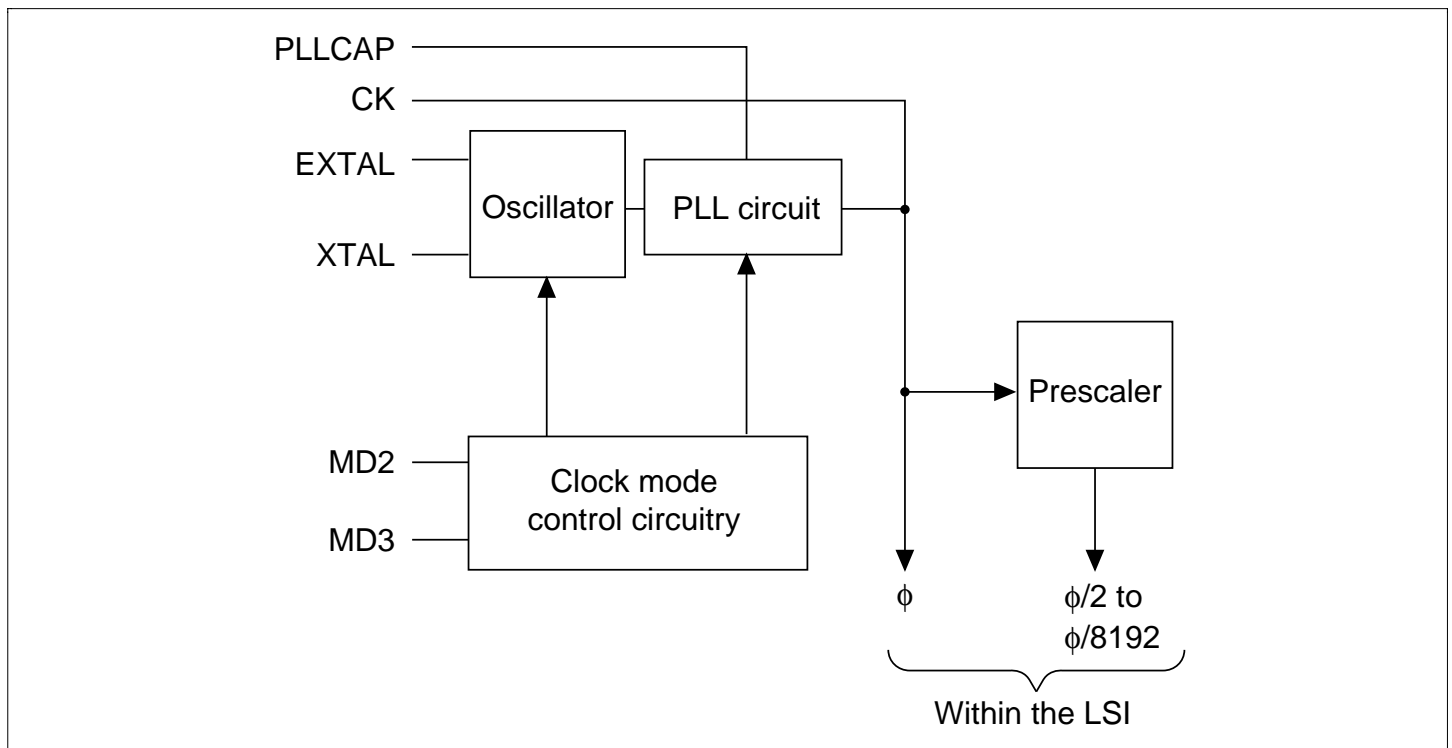 PLLCAP
CK
EXTAL
Oscillator
PLL circuit
XTAL
Prescaler
MD2
Clock mode
control circuitry
MD3
ϕ
ϕ/2 to
ϕ/8192
Within the LSI